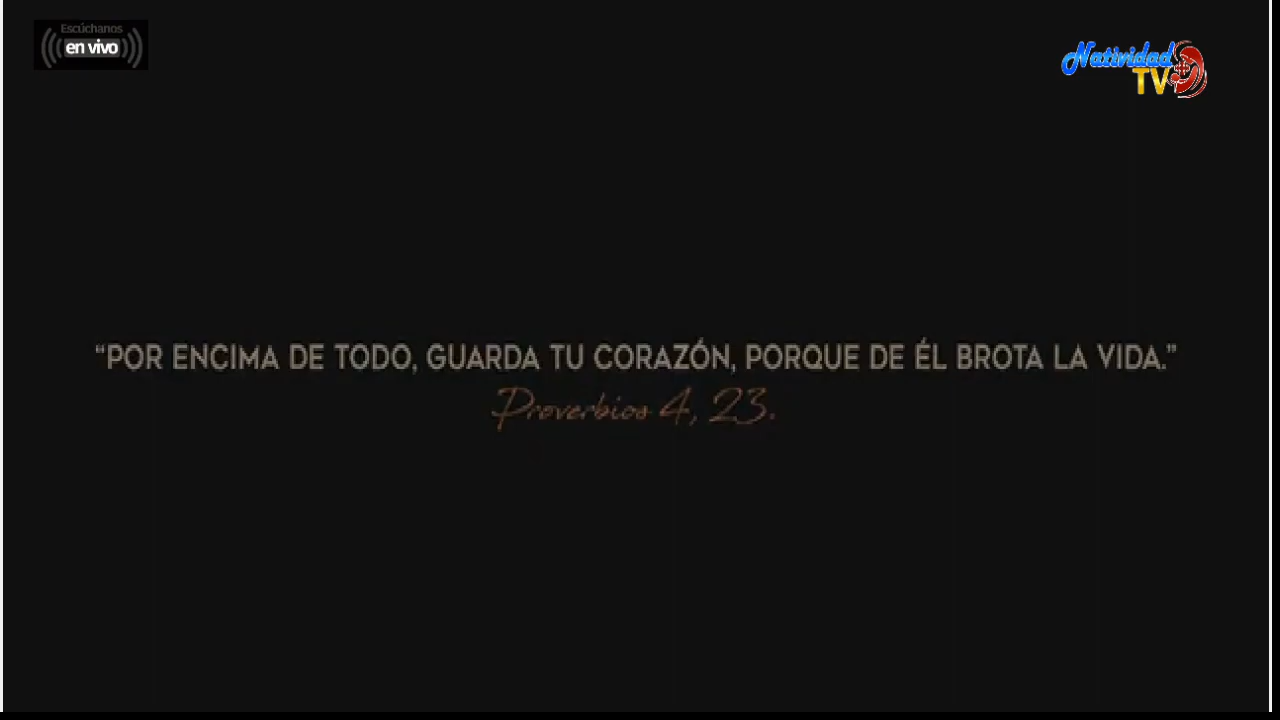 Escúchanos
en vivo
Natividad
TV
“POR ENCIMA DE TODO, GUARDA TU CORAZÓN, PORQUE DE ÉL BROTA LA VIDA.”
Proverbios 4, 23.